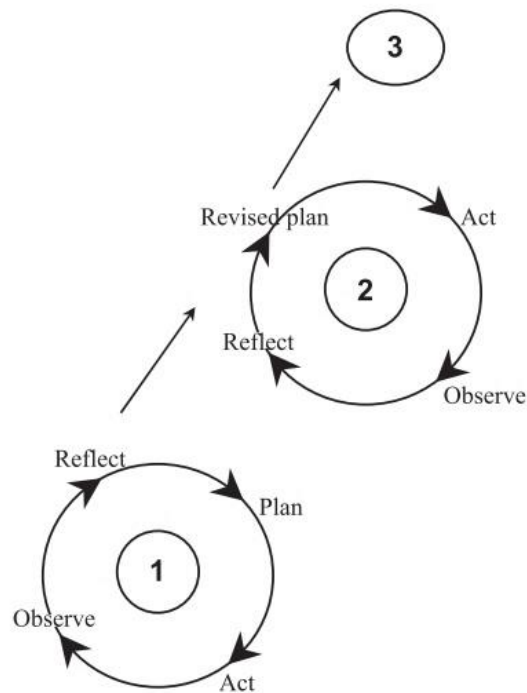 3
Revised plan
Act
2
Reflect
Observe
Reflect
Plan
1
Observe
Act